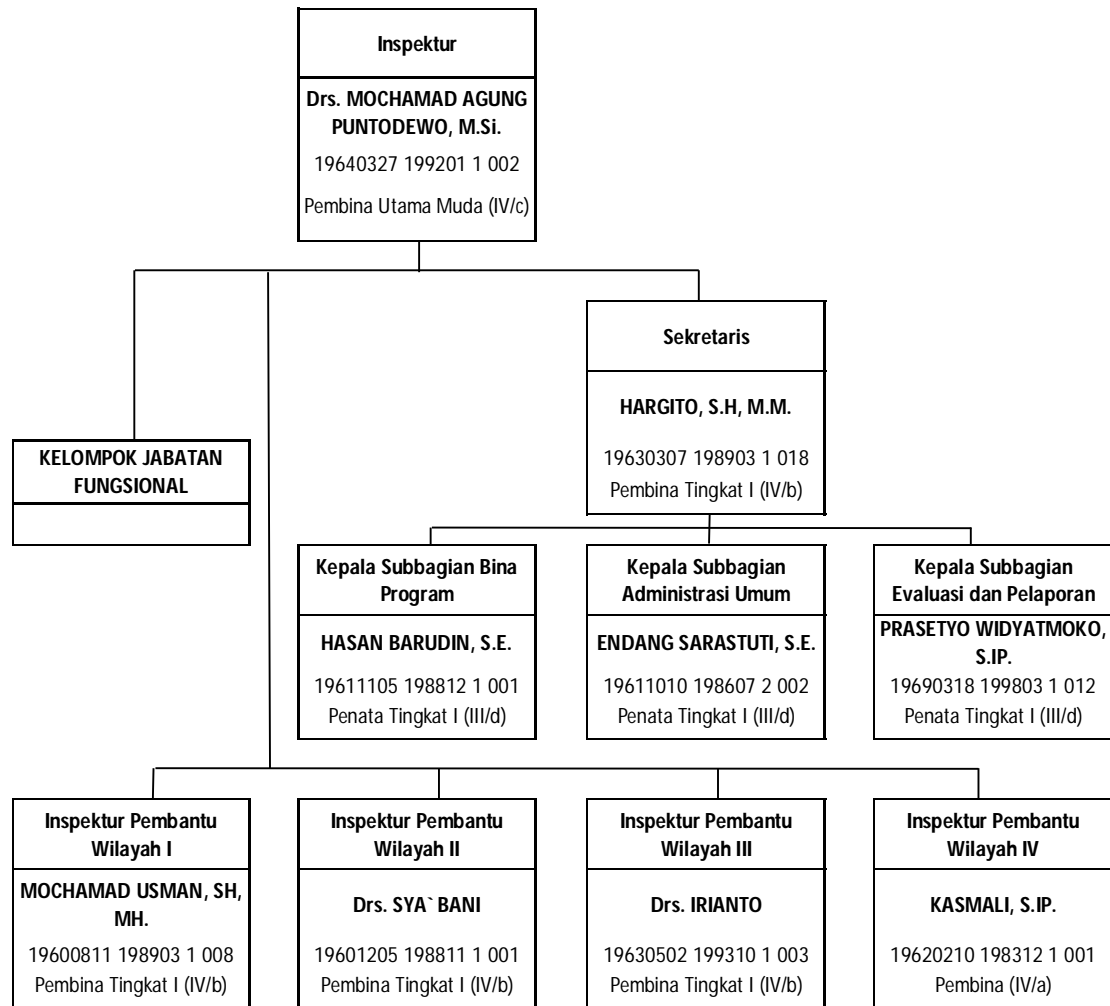 Inspektur
Drs. MOCHAMAD AGUNG
PUNTODEWO, M.Si.
19640327 199201 1 002
Pembina Utama Muda (IV/c)
Sekretaris
HARGITO, S.H, M.M.
19630307 198903 1 018
Pembina Tingkat I (IV/b)
KELOMPOK JABATAN
FUNGSIONAL
Kepala Subbagian Bina
Program
HASAN BARUDIN, S.E.
19611105 198812 1 001
Penata Tingkat I (III/d)
Kepala Subbagian
Administrasi Umum
ENDANG SARASTUTI, S.E.
19611010 198607 2 002
Penata Tingkat I (III/d)
Kepala Subbagian
Evaluasi dan Pelaporan
PRASETYO WIDYATMOKO,
S.IP.
19690318 199803 1 012
Penata Tingkat I (III/d)
Inspektur Pembantu
Wilayah I
MOCHAMAD USMAN, SH,
MH.
19600811 198903 1 008
Pembina Tingkat I (IV/b)
Inspektur Pembantu
Wilayah II
Drs. SYA`BANI
19601205 198811 1 001
Pembina Tingkat I (IV/b)
Inspektur Pembantu
Wilayah III
Drs. IRIANTO
19630502 199310 1 003
Pembina Tingkat I (IV/b)
Inspektur Pembantu
Wilayah IV
KASMALI, S.IP.
19620210 198312 1 001
Pembina (IV/a)